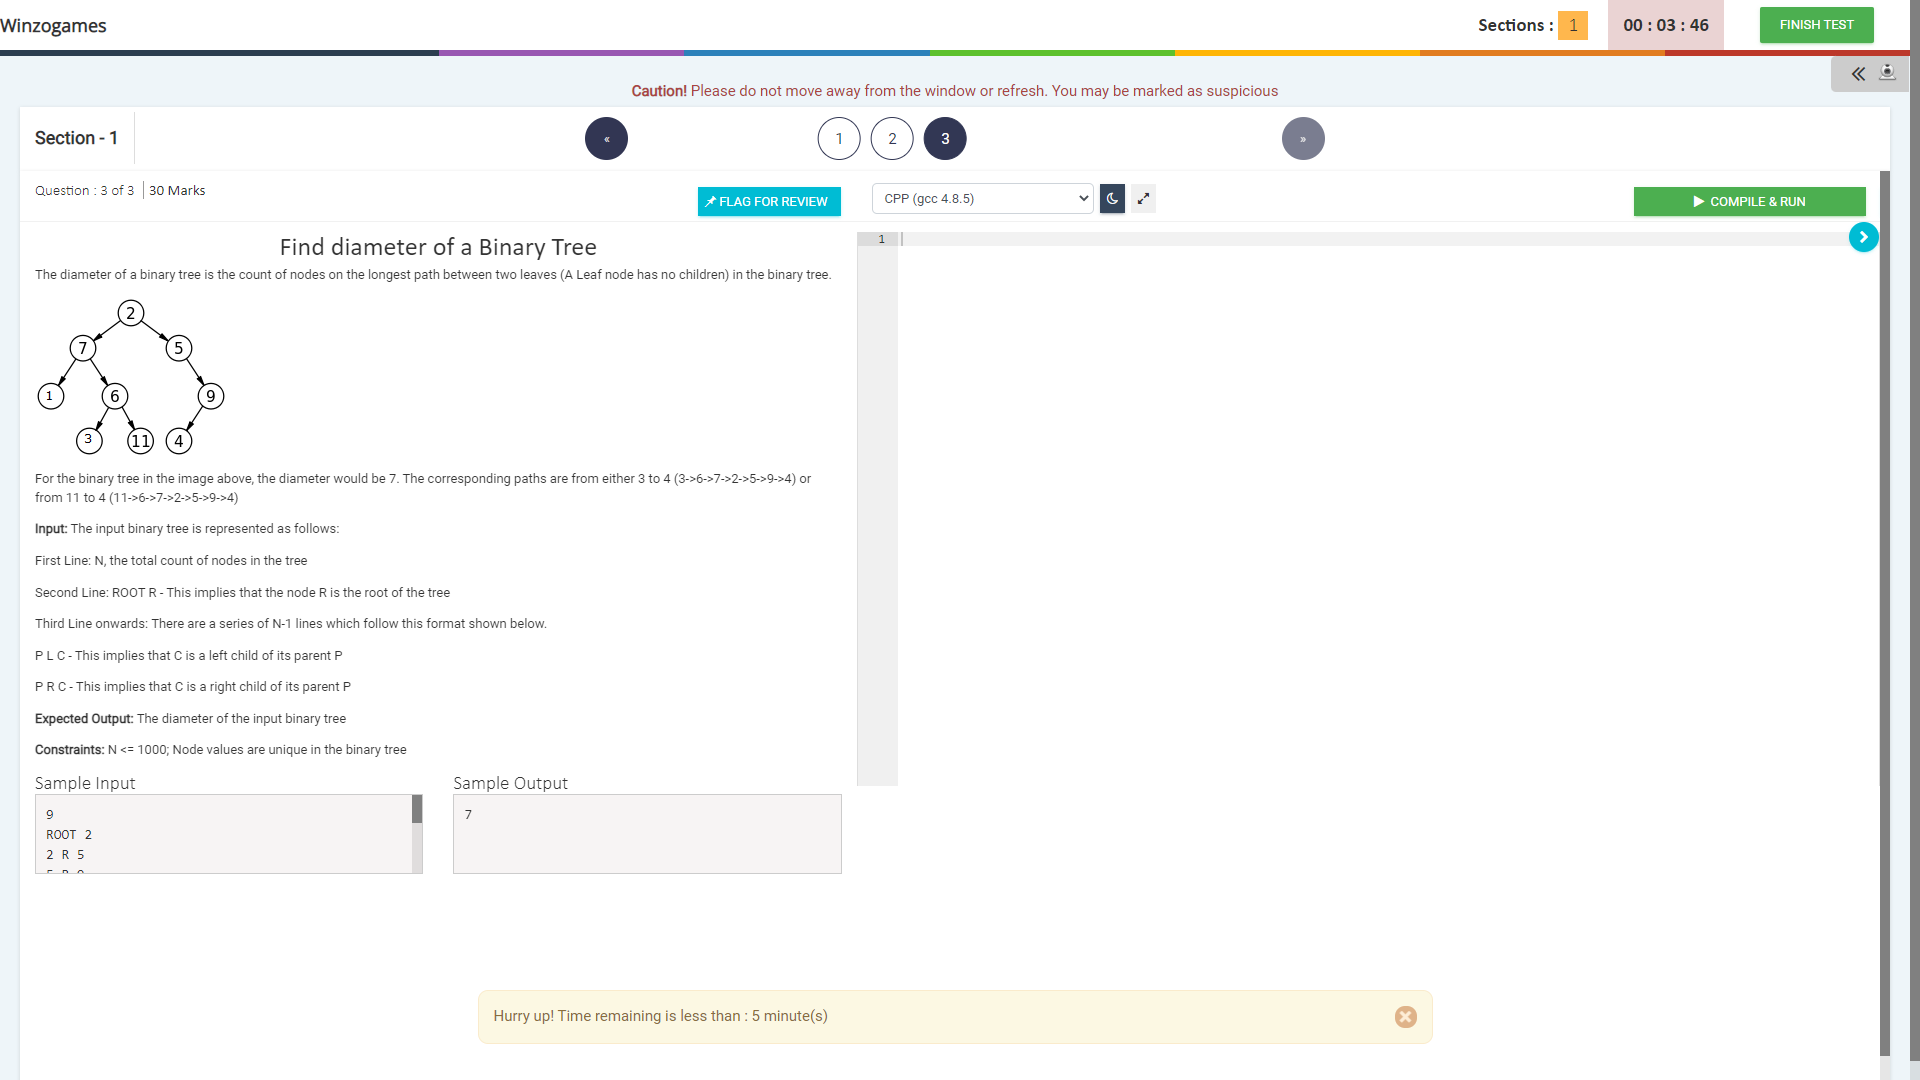 Winzogames
Sections : 1
00 : 03 : 46
FINISH TEST
Caution! Please do not move away from the window or refresh. You may be marked as suspicious
Section - 1
«
1
2
3
»
Question : 3 of 3
30 Marks
FLAG FOR REVIEW
CPP (gcc 4.8.5)
COMPILE & RUN
Find diameter of a Binary Tree
The diameter of a binary tree is the count of nodes on the longest path between two leaves (A Leaf node has no children) in the binary tree.
2
7
5
1
6
9
3
11
4
For the binary tree in the image above, the diameter would be 7. The corresponding paths are from either 3 to 4 (3->6->7->2->5->9->4) or
from 11 to 4 (11->6->7->2->5->9->4)
Input: The input binary tree is represented as follows:
First Line: N, the total count of nodes in the tree
Second Line: ROOT R - This implies that the node R is the root of the tree
Third Line onwards: There are a series of N-1 lines which follow this format shown below.
P L C - This implies that C is a left child of its parent P
P R C - This implies that C is a right child of its parent P
Expected Output: The diameter of the input binary tree
Constraints: N <= 1000; Node values are unique in the binary tree
Sample Input
9
ROOT 2
2 R 5
Sample Output
7
1
Hurry up! Time remaining is less than : 5 minute(s)